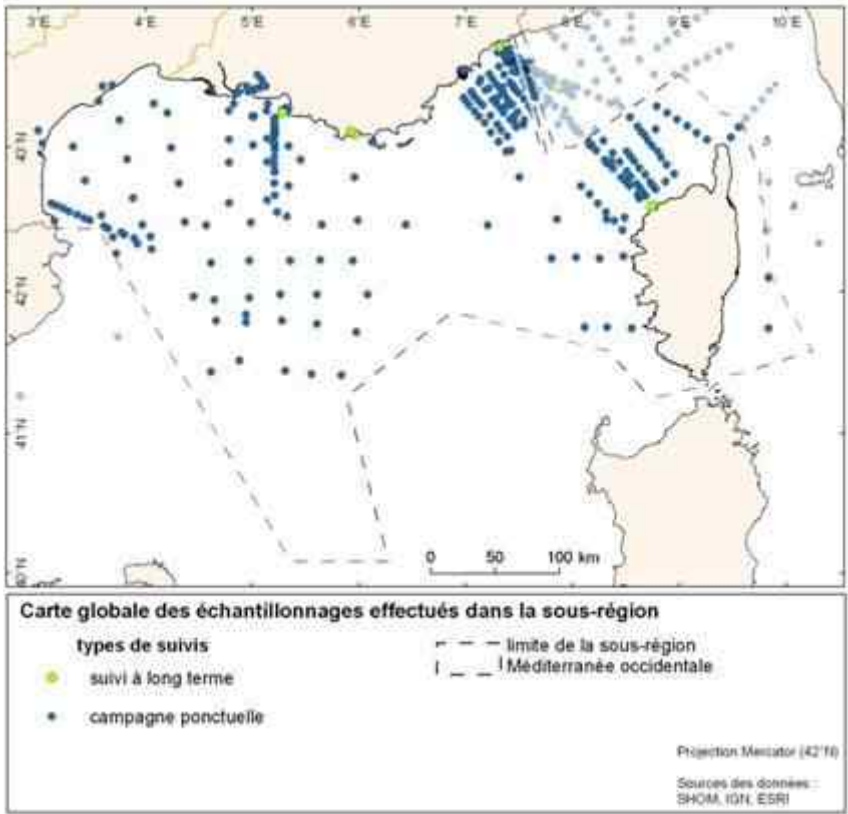 3°E 4°E 5°E 6°E 7°E 8°E 9°E 10°E
43°N
42°N
41°N
40°N
0 50 100 km
Carte globale des échantillonnages effectués dans la sous-région
types de suivis
suivi à long terme
campagne ponctuelle
limite de la sous-région
Méditerranée occidentale
Projection Mercator (42°N)
Sources des données :
SHOM, IGN, ESRI